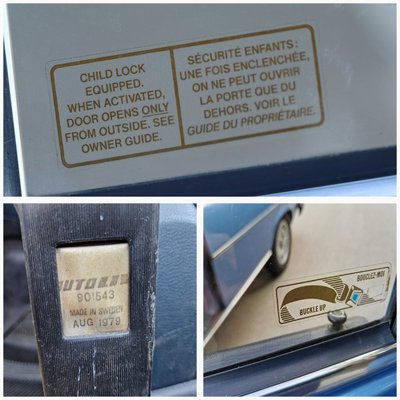 CHILD LOCK
EQUIPPED.
WHEN ACTIVATED,
DOOR OPENS ONLY
FROM OUTSIDE. SEE
OWNER GUIDE.
SÉCURITÉ ENFANTS:
UNE FOIS ENCLENCHÉE,
ON NE PEUT OUVRIR
LA PORTE QUE DU
DEHORS. VOIR LE
GUIDE DU PROPRIÉTAIRE.
901543
MADE IN SWEDEN
AUG 1979
BOUCLEZ-MOI
BUCKLE UP